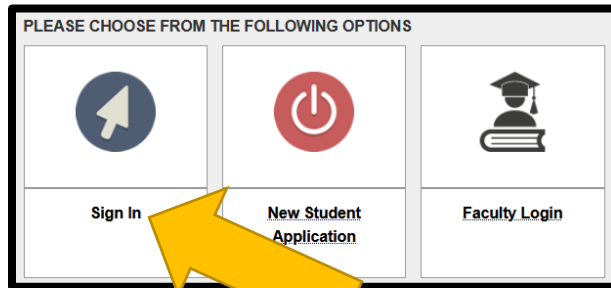 PLEASE CHOOSE FROM THE FOLLOWING OPTIONS
Sign In
New Student
Application
Faculty Login